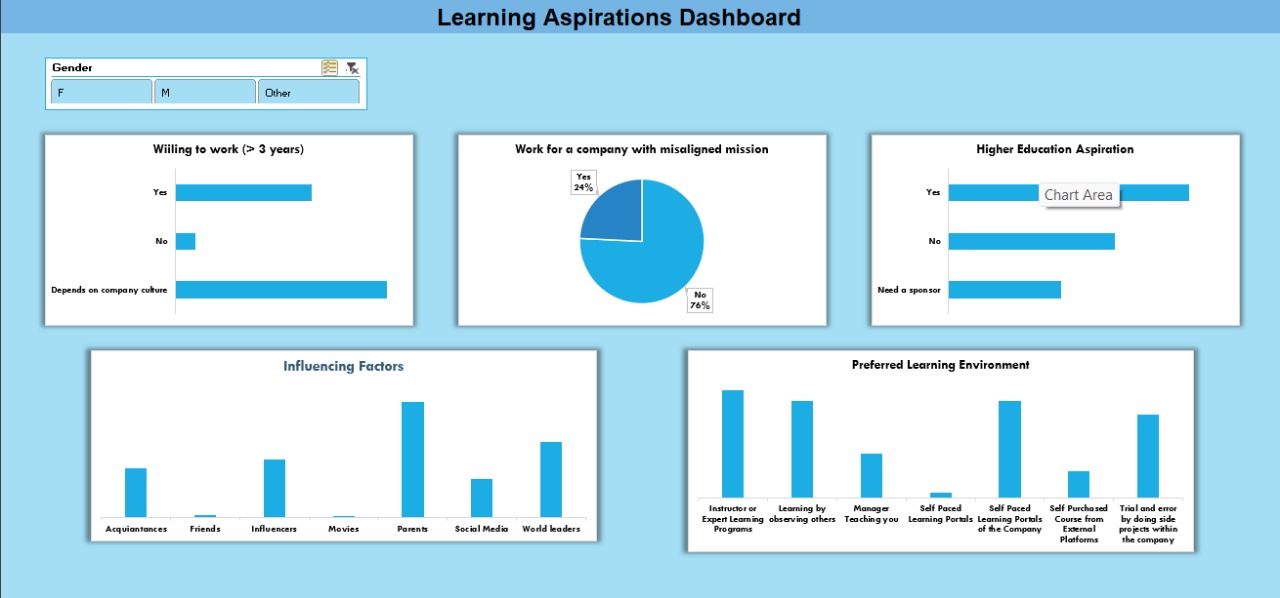 Learning Aspirations Dashboard
Gender
F
M
Other
Wiiling to work (> 3 years)
Yes
No
Depends on company culture
Work for a company with misaligned mission
Yes
24%
No
76%
Higher Education Aspiration
Yes
Chart Area
No
Need a sponsor
Influencing Factors
Acquiantances
Friends
Influencers
Movies
Parents
Social Media
World leaders
Preferred Learning Environment
Instructor or
Expert Learning
Programs
Learning by
observing others
Manager
Teaching you
Self Paced
Learning Portals
Self Paced
Learning Portals
of the Company
Self Purchased
Course from
External
Platforms
Trial and error
by doing side
projects within
the company